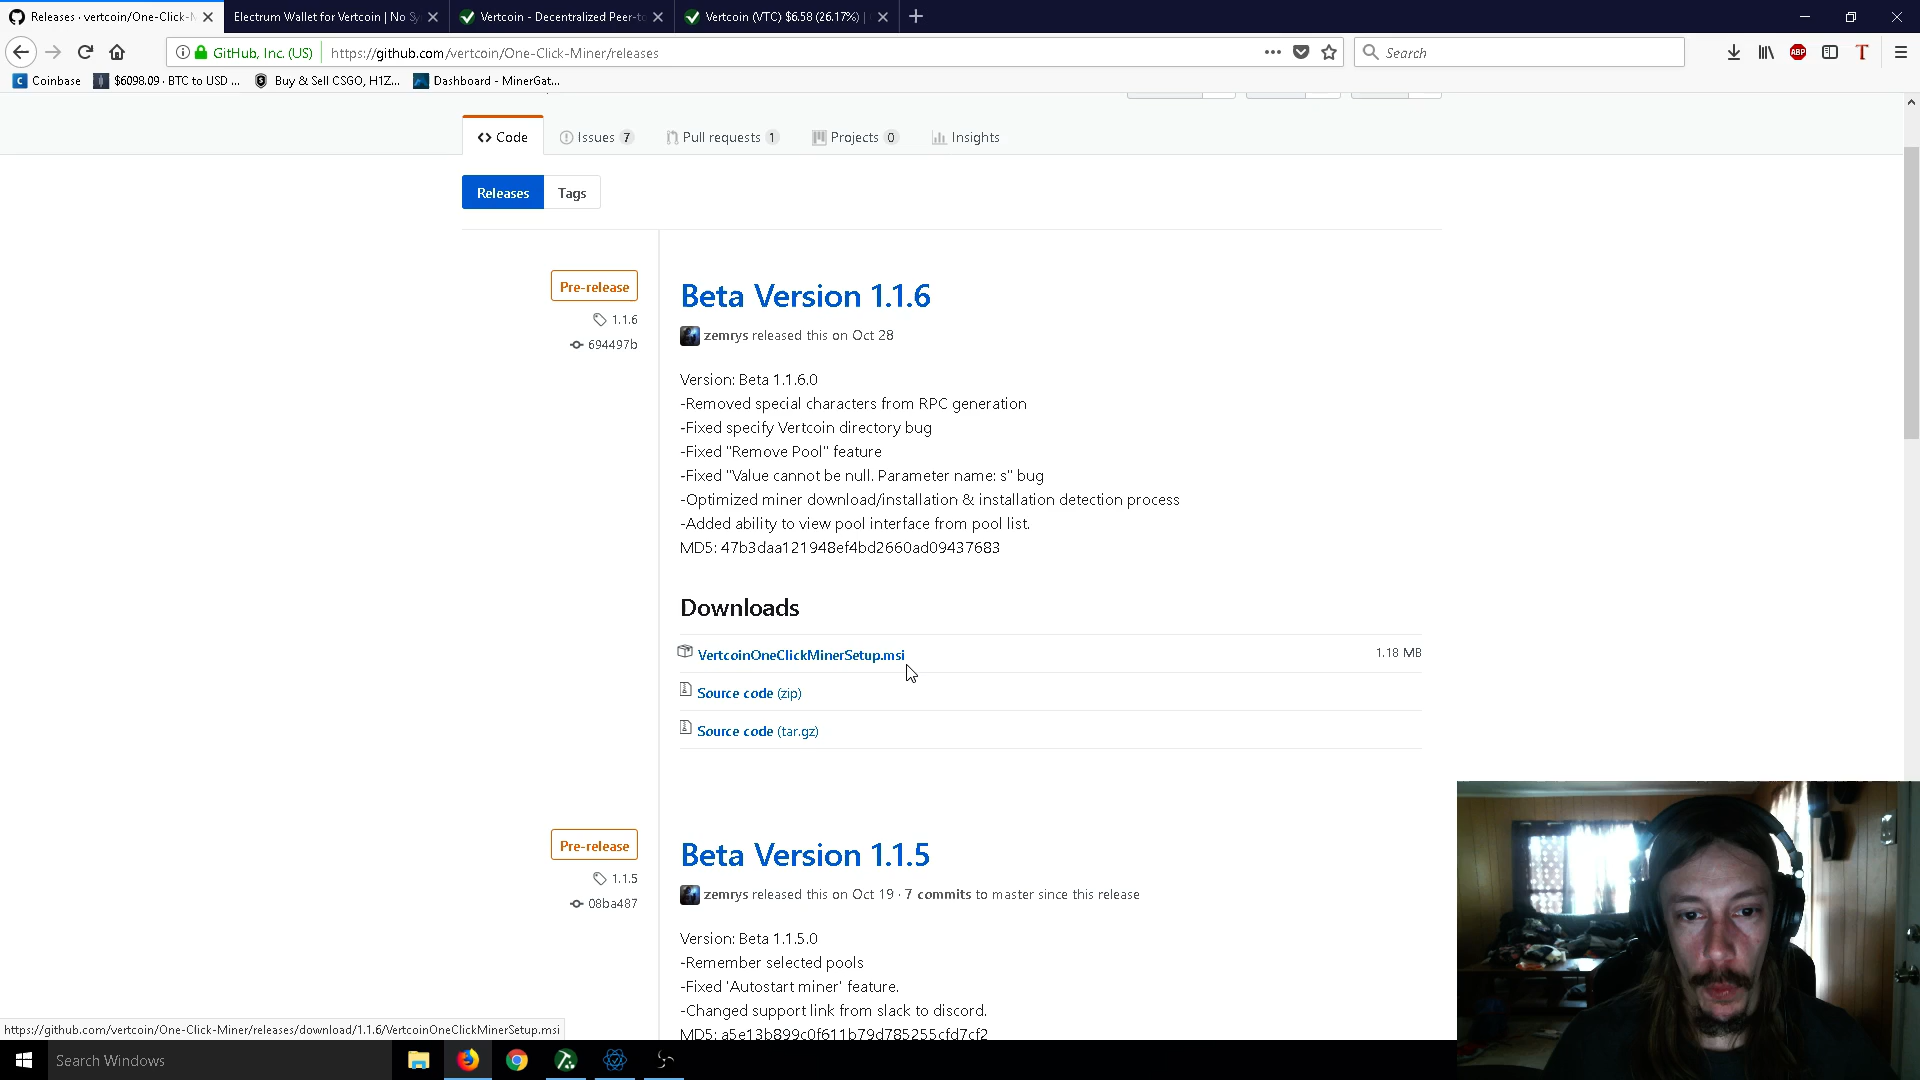 Releases · vertcoin/One-Click-M
Electrum Wallet for Vertcoin | No Sy
Vertcoin - Decentralized Peer-to
Vertcoin (VTC) $6.58 (26.17%) |
GitHub, Inc. (US)
https://github.com/vertcoin/One-Click-Miner/releases
Search
ABP
T
Coinbase
$6098.09 · BTC to USD ...
Buy & Sell CSGO, H1Z...
Dashboard - MinerGat...
Code
Issues 7
Pull requests 1
Projects 0
Insights
Releases
Tags
Pre-release
1.1.6
694497b
Beta Version 1.1.6
zemrys released this on Oct 28
Version: Beta 1.1.6.0
-Removed special characters from RPC generation
-Fixed specify Vertcoin directory bug
-Fixed "Remove Pool" feature
-Fixed "Value cannot be null. Parameter name: s" bug
-Optimized miner download/installation & installation detection process
-Added ability to view pool interface from pool list.
MD5: 47b3daa121948ef4bd2660ad09437683
Downloads
VertcoinOneClickMinerSetup.msi 1.18 MB
Source code (zip)
Source code (tar.gz)
Pre-release
1.1.5
08ba487
Beta Version 1.1.5
zemrys released this on Oct 19 · 7 commits to master since this release
Version: Beta 1.1.5.0
-Remember selected pools
-Fixed 'Autostart miner' feature.
-Changed support link from slack to discord.
MD5: a5e13b899c0f611b79d785255cfd7cf2
https://github.com/vertcoin/One-Click-Miner/releases/download/1.1.6/VertcoinOneClickMinerSetup.msi
Search Windows